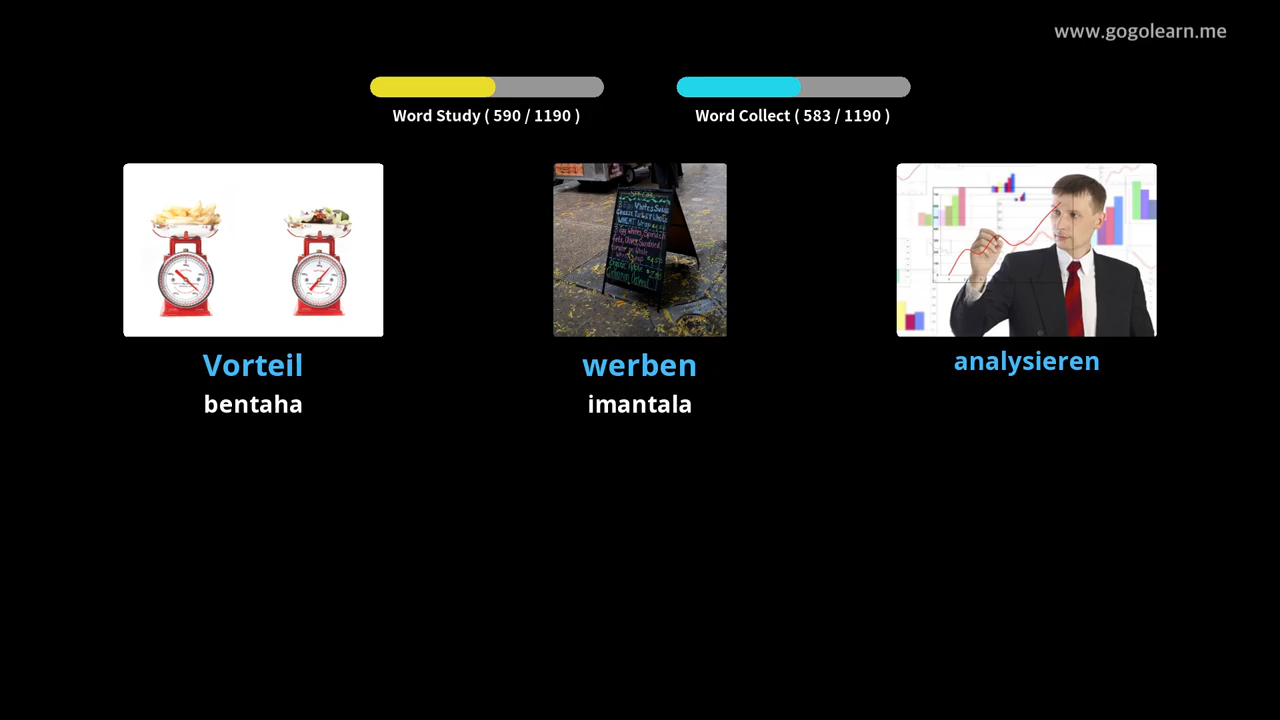 www.gogolearn.me
Word Study ( 590 / 1190 )
Word Collect ( 583 / 1190 )
Vorteil
bentaha
werben
imantala
analysieren